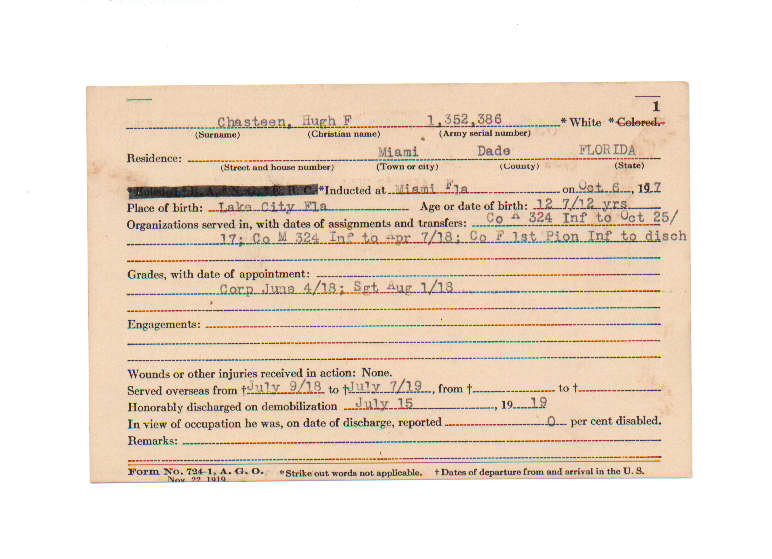 1
Chasteen, Hugh F 1,352,386 * White * Colored.
(Surname) (Christian name) (Army serial number)
Miami Dade FLORIDA
Residence:
(Street and house number) (Town or city) (County) (State)
*Inducted at Miami Fla on Oct 6, 1917
Place of birth: Lake City Fla Age or date of birth: 12 7/12 yrs
Organizations served in, with dates of assignments and transfers: Co A 324 Inf to Oct 25/
17; Co M 324 Inf to Apr 7/18; Co F 1st Pion Inf to disch
Grades, with date of appointment:
Corp June 4/18; Sgt Aug 1/18
Engagements:
Wounds or other injuries received in action: None.
Served overseas from † July 9/18 to † July 7/19, from † to †
Honorably discharged on demobilization July 15, 19 19
In view of occupation he was, on date of discharge, reported 0 per cent disabled.
Remarks:
Form No. 724-1, A. G. O. *Strike out words not applicable. † Dates of departure from and arrival in the U. S.
Nov. 22, 1919